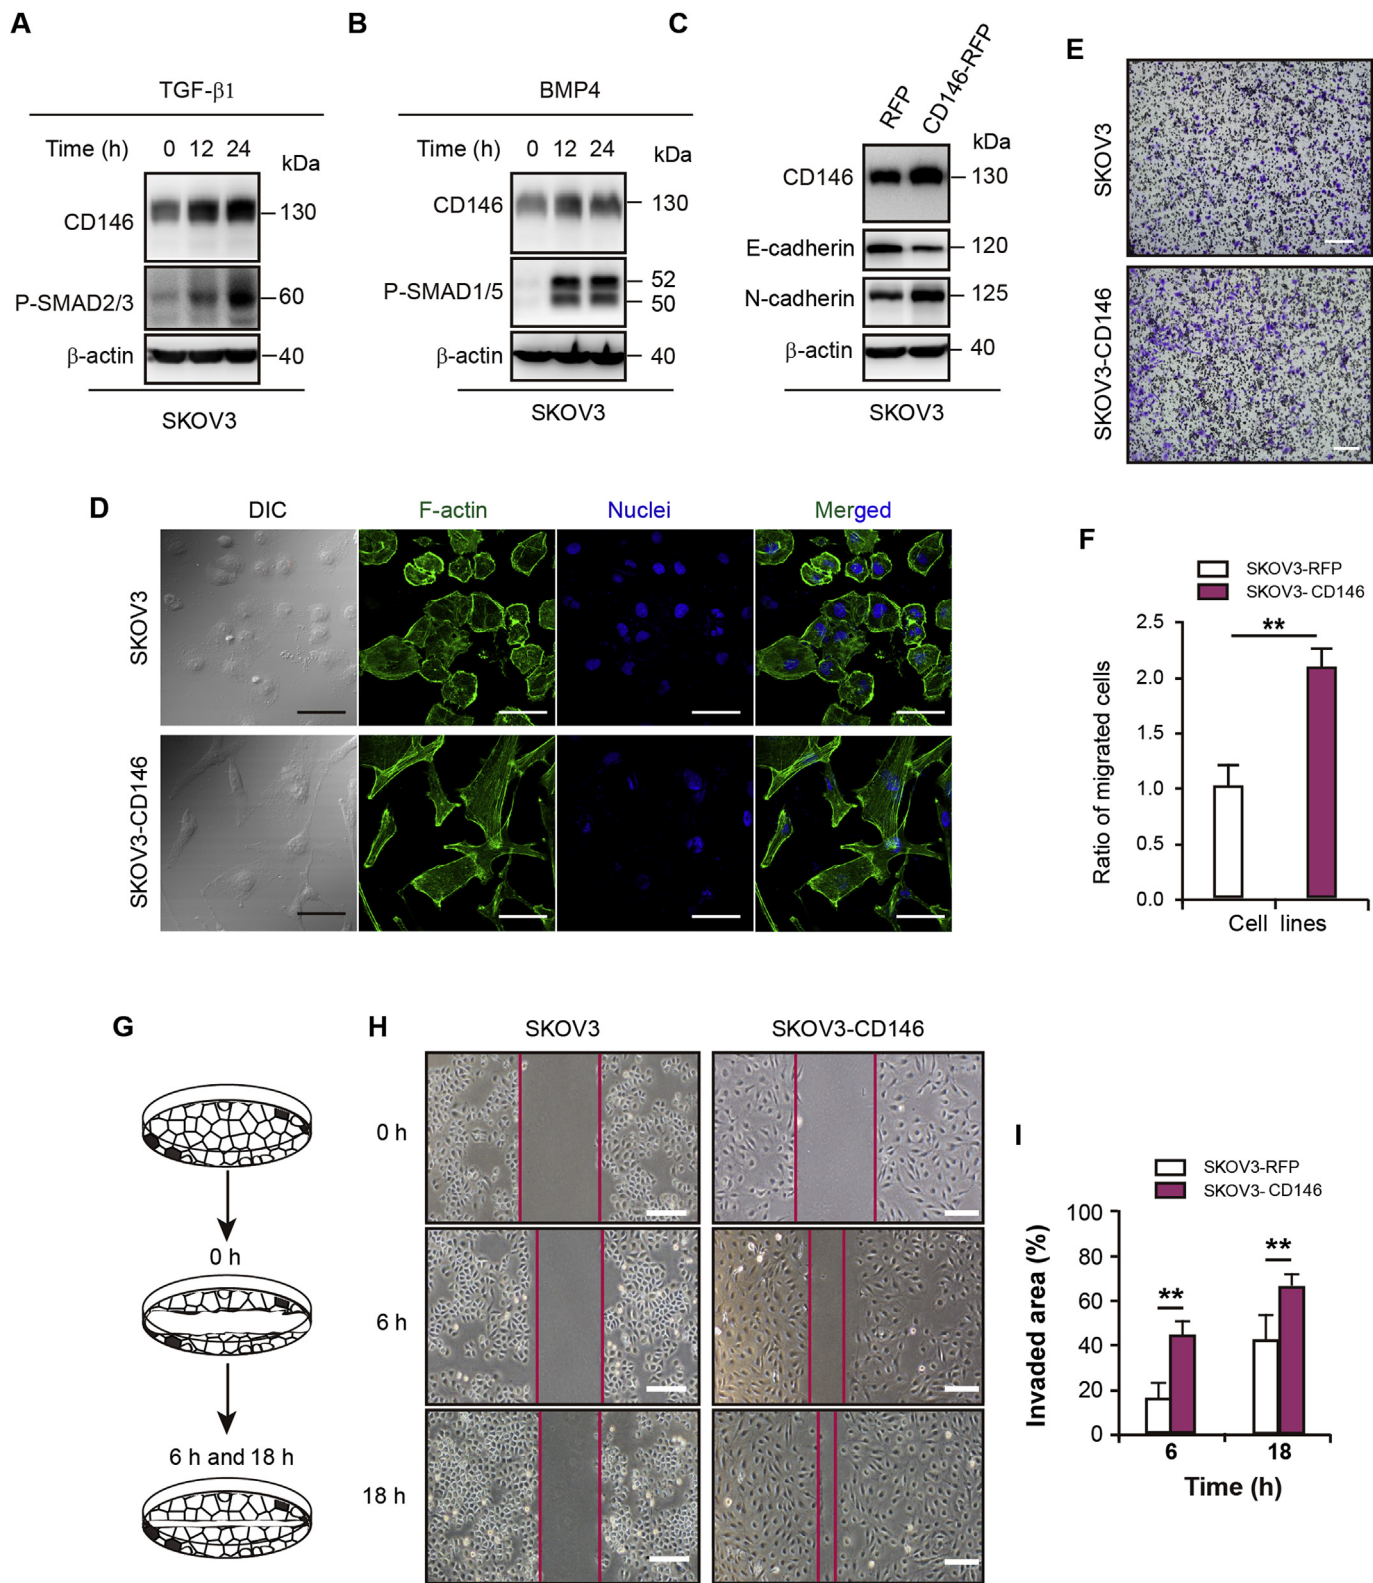 A
TGF-β1
Time (h) 0 12 24 kDa
CD146 130
P-SMAD2/3 60
β-actin 40
SKOV3
B
BMP4
Time (h) 0 12 24 kDa
CD146 130
P-SMAD1/5 52
50
β-actin 40
SKOV3
C
RFP CD146-RFP
kDa
CD146 130
E-cadherin 120
N-cadherin 125
β-actin 40
SKOV3
E
SKOV3
SKOV3-CD146
D
DIC F-actin Nuclei Merged
SKOV3
SKOV3-CD146
F
SKOV3-RFP
SKOV3-CD146
**
Ratio of migrated cells
2.5
2.0
1.5
1.0
0.5
0.0
Cell lines
G
0 h
6 h and 18 h
H
SKOV3 SKOV3-CD146
0 h
6 h
18 h
I
SKOV3-RFP
SKOV3-CD146
Invaded area (%)
100
80
60
40
20
0
** **
6 18
Time (h)